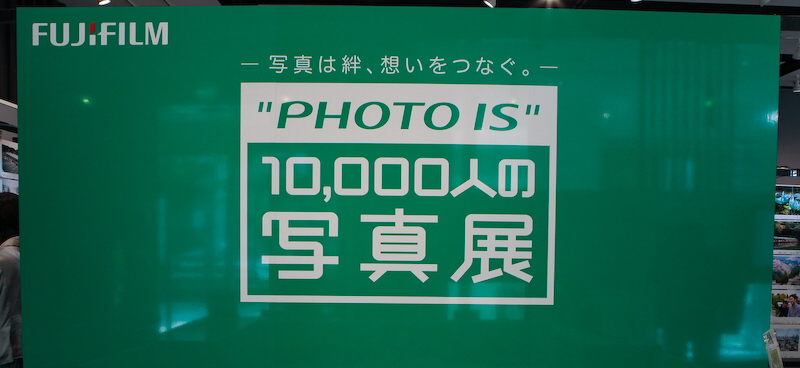 FUJIFILM
— 写真は絆、想いをつなぐ。—
"PHOTO IS"
10,000人の
写真展